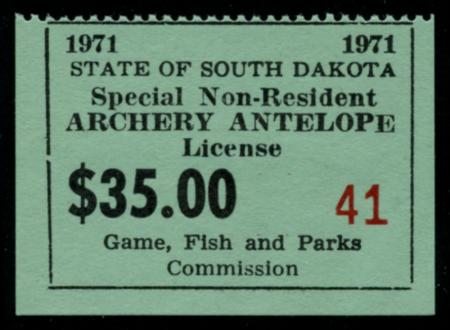 1971 1971
STATE OF SOUTH DAKOTA
Special Non-Resident
ARCHERY ANTELOPE
License
$35.00 41
Game, Fish and Parks
Commission